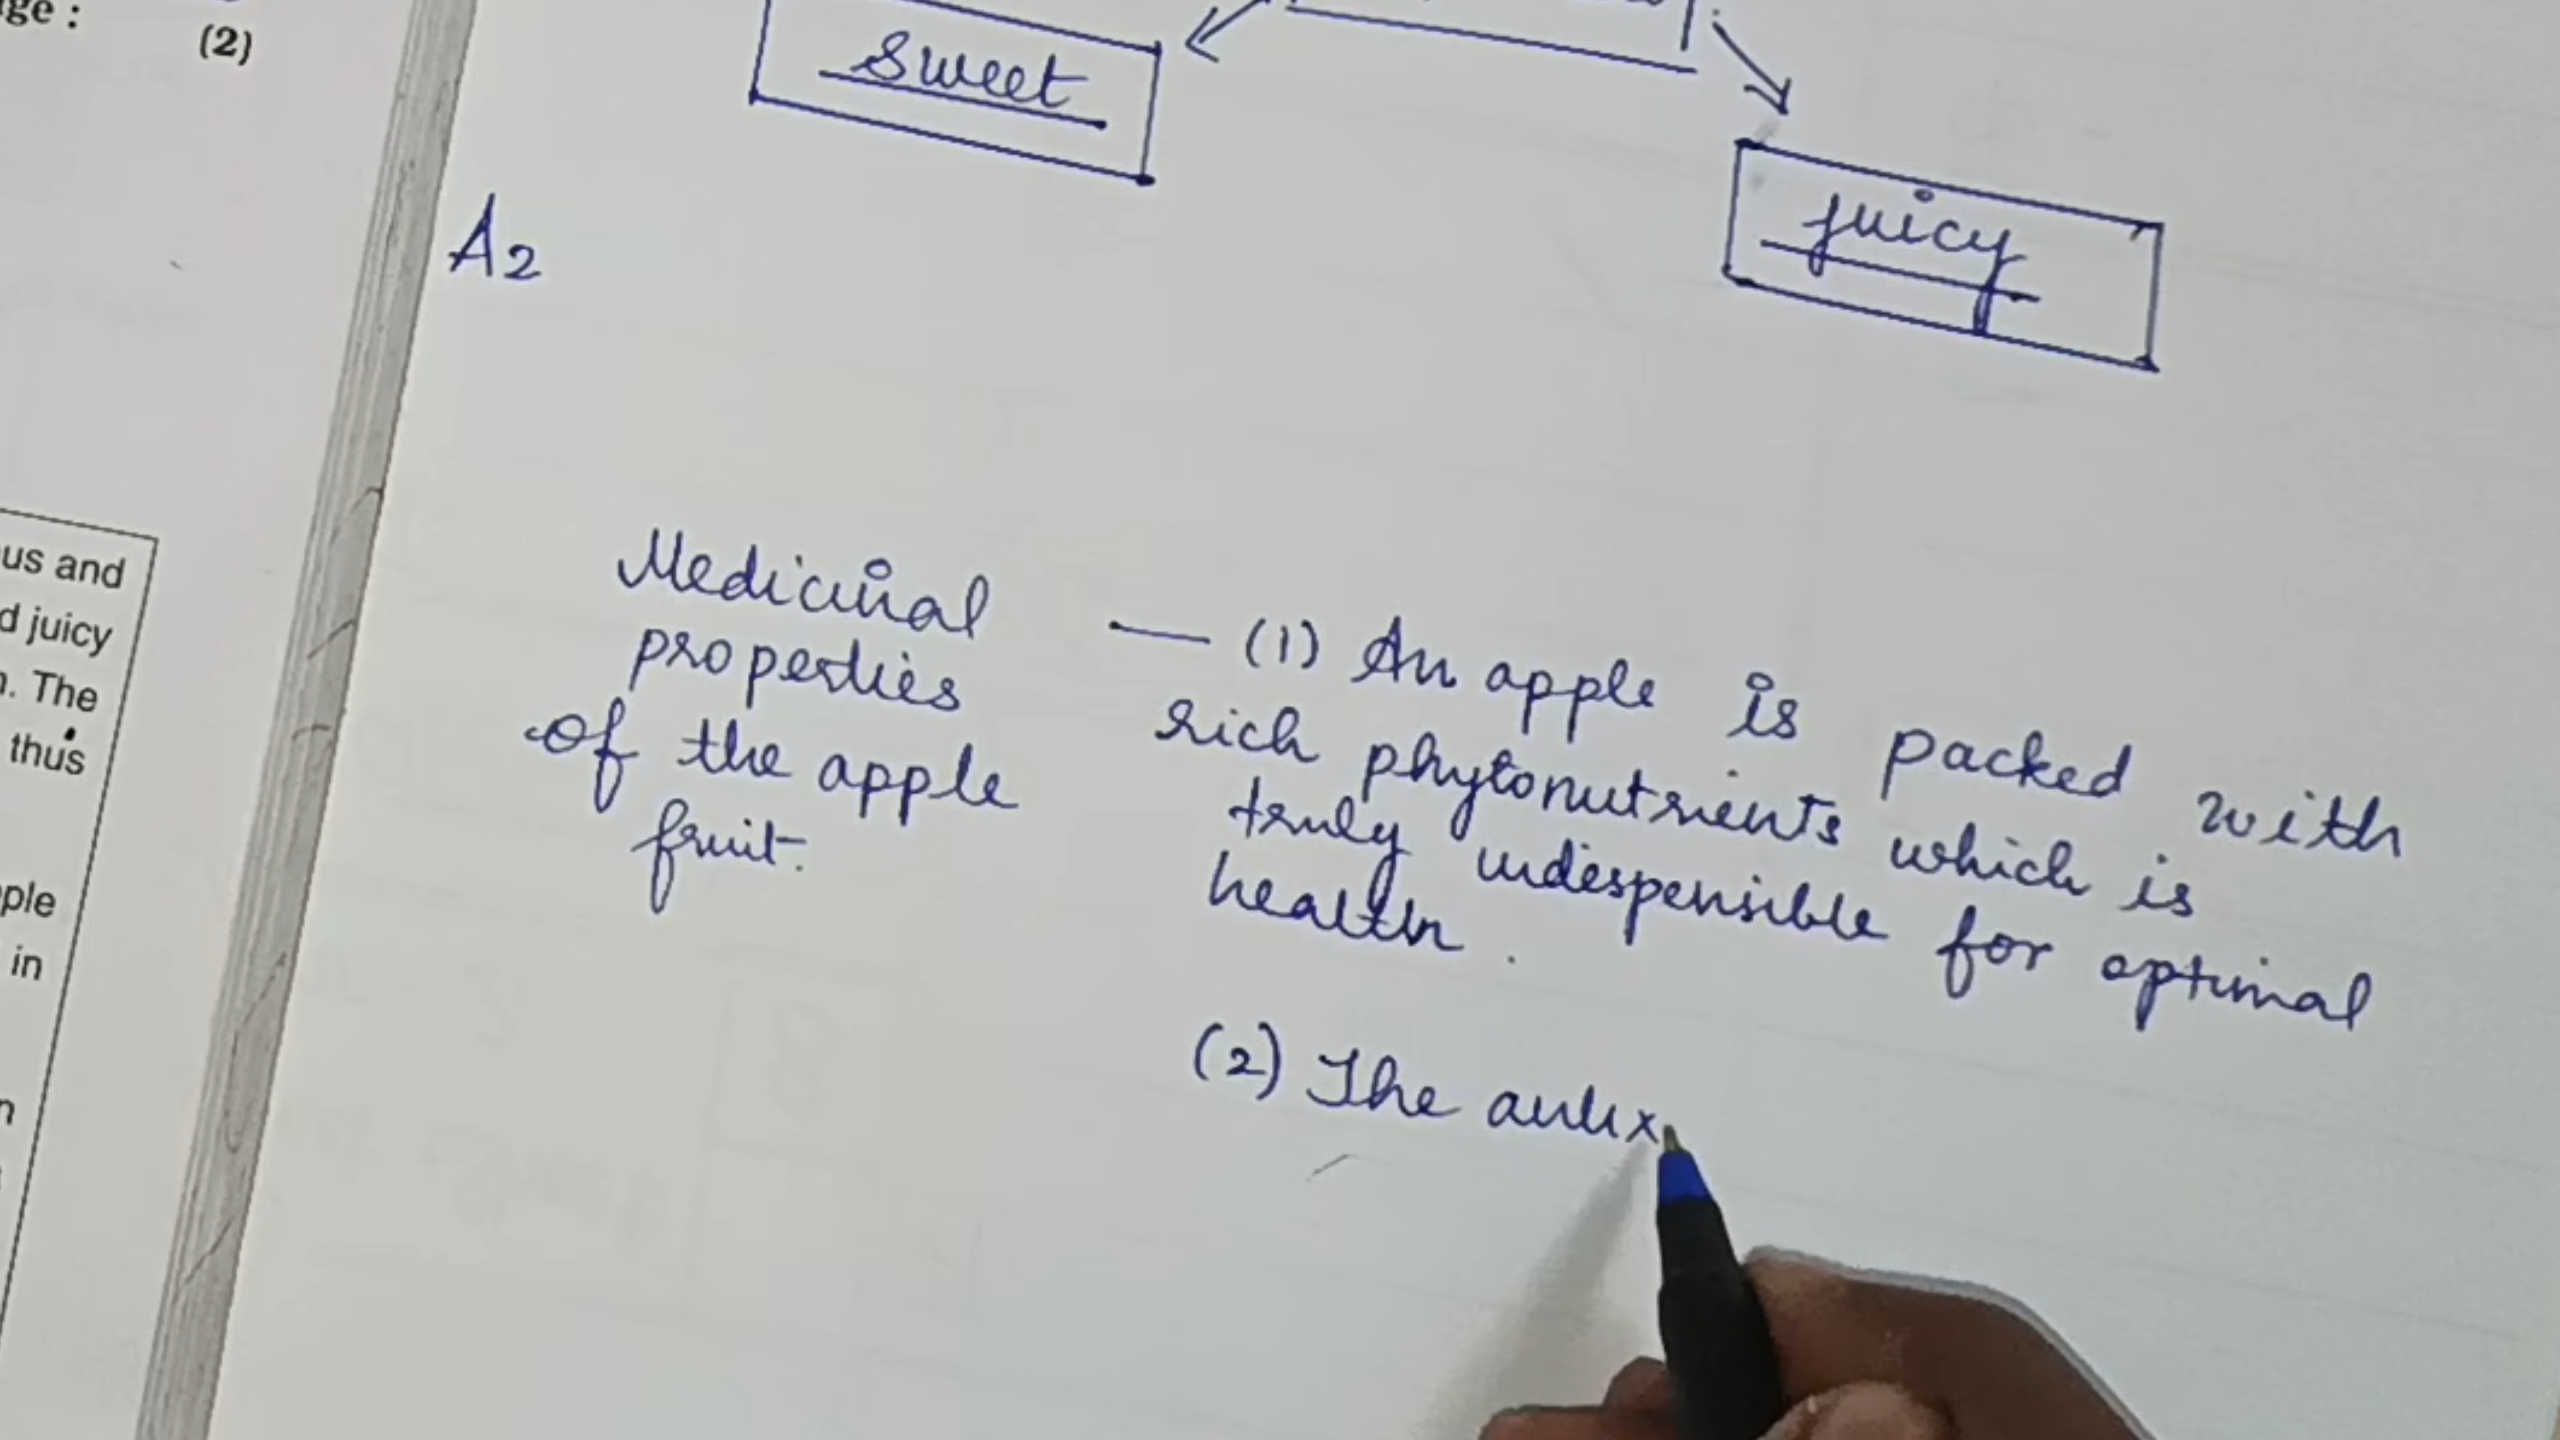 ge :
(2)
sweet
juicy
A2
us and
d juicy
. The
thus
ple
in
n
Medicinal
properties
of the apple
fruit.
— (1) An apple is packed with
rich phytonutrients which is
truly indespensible for optimal
health.
(2) The antix